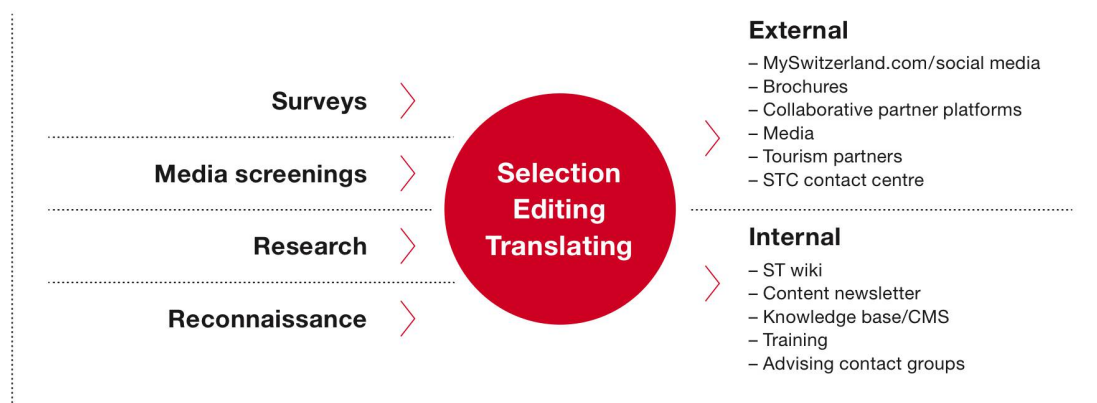 Surveys
Media screenings
Research
Reconnaissance
Selection
Editing
Translating
External
– MySwitzerland.com/social media
– Brochures
– Collaborative partner platforms
– Media
– Tourism partners
– STC contact centre
Internal
– ST wiki
– Content newsletter
– Knowledge base/CMS
– Training
– Advising contact groups